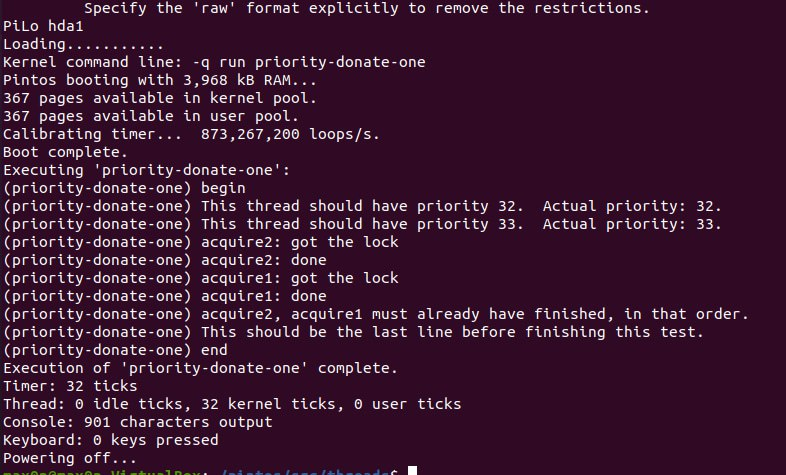 Specify the 'raw' format explicitly to remove the restrictions.
PiLo hda1
Loading...........
Kernel command line: -q run priority-donate-one
Pintos booting with 3,968 kB RAM...
367 pages available in kernel pool.
367 pages available in user pool.
Calibrating timer...  873,267,200 loops/s.
Boot complete.
Executing 'priority-donate-one':
(priority-donate-one) begin
(priority-donate-one) This thread should have priority 32.  Actual priority: 32.
(priority-donate-one) This thread should have priority 33.  Actual priority: 33.
(priority-donate-one) acquire2: got the lock
(priority-donate-one) acquire2: done
(priority-donate-one) acquire1: got the lock
(priority-donate-one) acquire1: done
(priority-donate-one) acquire2, acquire1 must already have finished, in that order.
(priority-donate-one) This should be the last line before finishing this test.
(priority-donate-one) end
Execution of 'priority-donate-one' complete.
Timer: 32 ticks
Thread: 0 idle ticks, 32 kernel ticks, 0 user ticks
Console: 901 characters output
Keyboard: 0 keys pressed
Powering off...